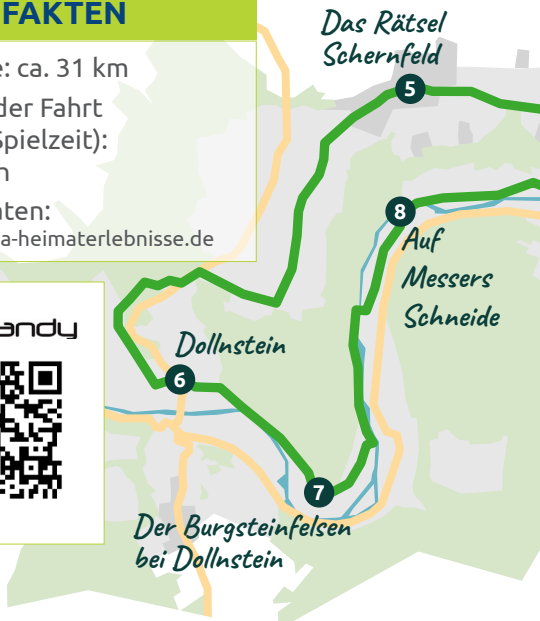 FAKTEN
: ca. 31 km
der Fahrt
Spielzeit):
aten:
a-heimaterlebnisse.de
andy
Das Rätsel
Schernfeld
5
8
Auf
Messers
Schneide
Dollnstein
6
7
Der Burgsteinfelsen
bei Dollnstein